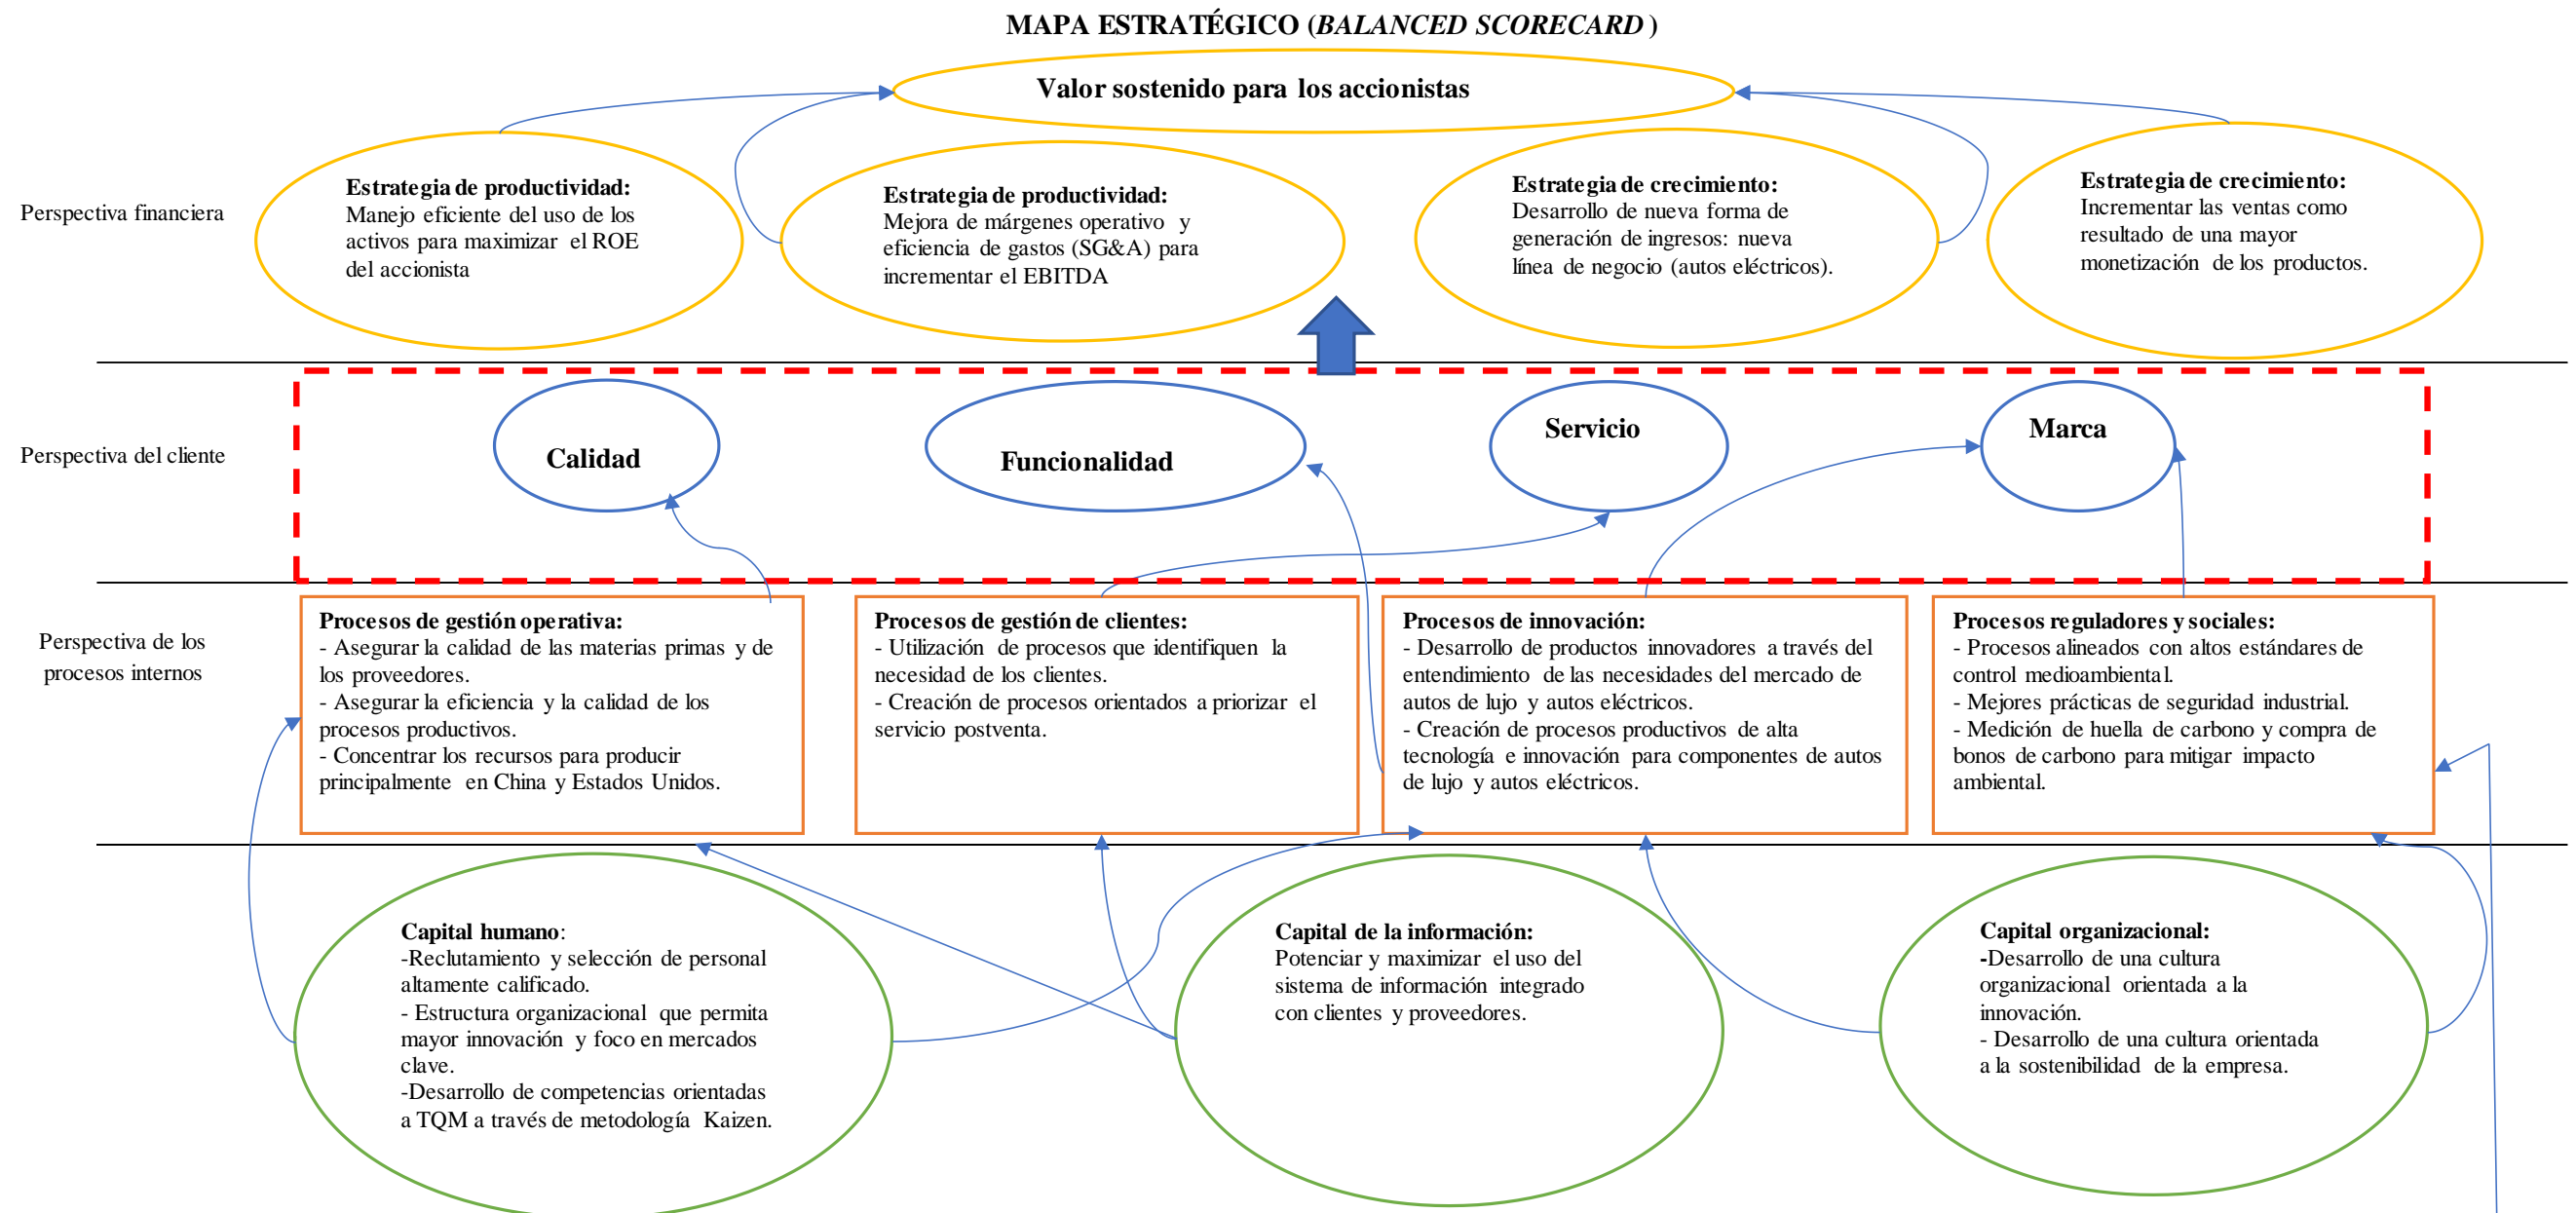 MAPA ESTRATÉGICO (BALANCED SCORECARD )
Valor sostenido para los accionistas
Perspectiva financiera
Estrategia de productividad:
Manejo eficiente del uso de los
activos para maximizar el ROE
del accionista
Estrategia de productividad:
Mejora de márgenes operativo y
eficiencia de gastos (SG&A) para
incrementar el EBITDA
Estrategia de crecimiento:
Desarrollo de nueva forma de
generación de ingresos: nueva
línea de negocio (autos eléctricos).
Estrategia de crecimiento:
Incrementar las ventas como
resultado de una mayor
monetización de los productos.
Perspectiva del cliente
Calidad
Funcionalidad
Servicio
Marca
Perspectiva de los
procesos internos
Procesos de gestión operativa:
- Asegurar la calidad de las materias primas y de
los proveedores.
- Asegurar la eficiencia y la calidad de los
procesos productivos.
- Concentrar los recursos para producir
principalmente en China y Estados Unidos.
Procesos de gestión de clientes:
- Utilización de procesos que identifiquen la
necesidad de los clientes.
- Creación de procesos orientados a priorizar el
servicio postventa.
Procesos de innovación:
- Desarrollo de productos innovadores a través del
entendimiento de las necesidades del mercado de
autos de lujo y autos eléctricos.
- Creación de procesos productivos de alta
tecnología e innovación para componentes de autos
de lujo y autos eléctricos.
Procesos reguladores y sociales:
- Procesos alineados con altos estándares de
control medioambiental.
- Mejores prácticas de seguridad industrial.
- Medición de huella de carbono y compra de
bonos de carbono para mitigar impacto
ambiental.
Capital humano:
-Reclutamiento y selección de personal
altamente calificado.
- Estructura organizacional que permita
mayor innovación y foco en mercados
clave.
-Desarrollo de competencias orientadas
a TQM a través de metodología Kaizen.
Capital de la información:
Potenciar y maximizar el uso del
sistema de información integrado
con clientes y proveedores.
Capital organizacional:
-Desarrollo de una cultura
organizacional orientada a la
innovación.
- Desarrollo de una cultura orientada
a la sostenibilidad de la empresa.